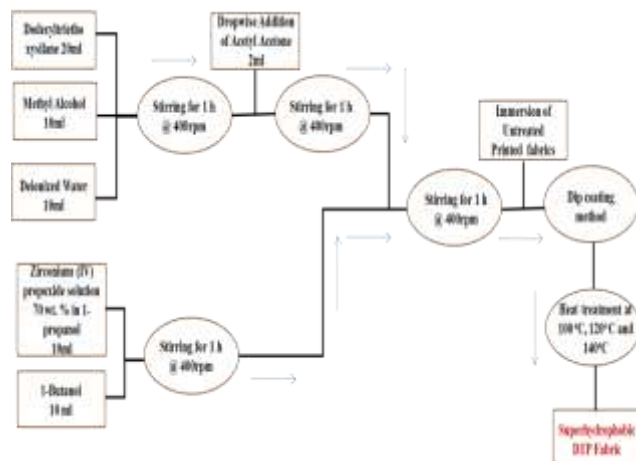 Dodecyltrietho
xysilane 20ml
Methyl Alcohol
10ml
Deionized Water
10ml
Stirring for 1 h
@ 400rpm
Dropwise Addition
of Acetyl Acetone
2ml
Stirring for 1 h
@ 400rpm
Zirconium (IV)
propoxide solution
70 wt. % in 1-
propanol
10ml
1-Butanol
10 ml
Stirring for 1 h
@ 400rpm
Stirring for 1 h
@ 400rpm
Immersion of
Untreated
Printed fabrics
Dip coating
method
Heat treatment at
100°C, 120°C and
140°C
Superhydrophobic
DTP Fabric